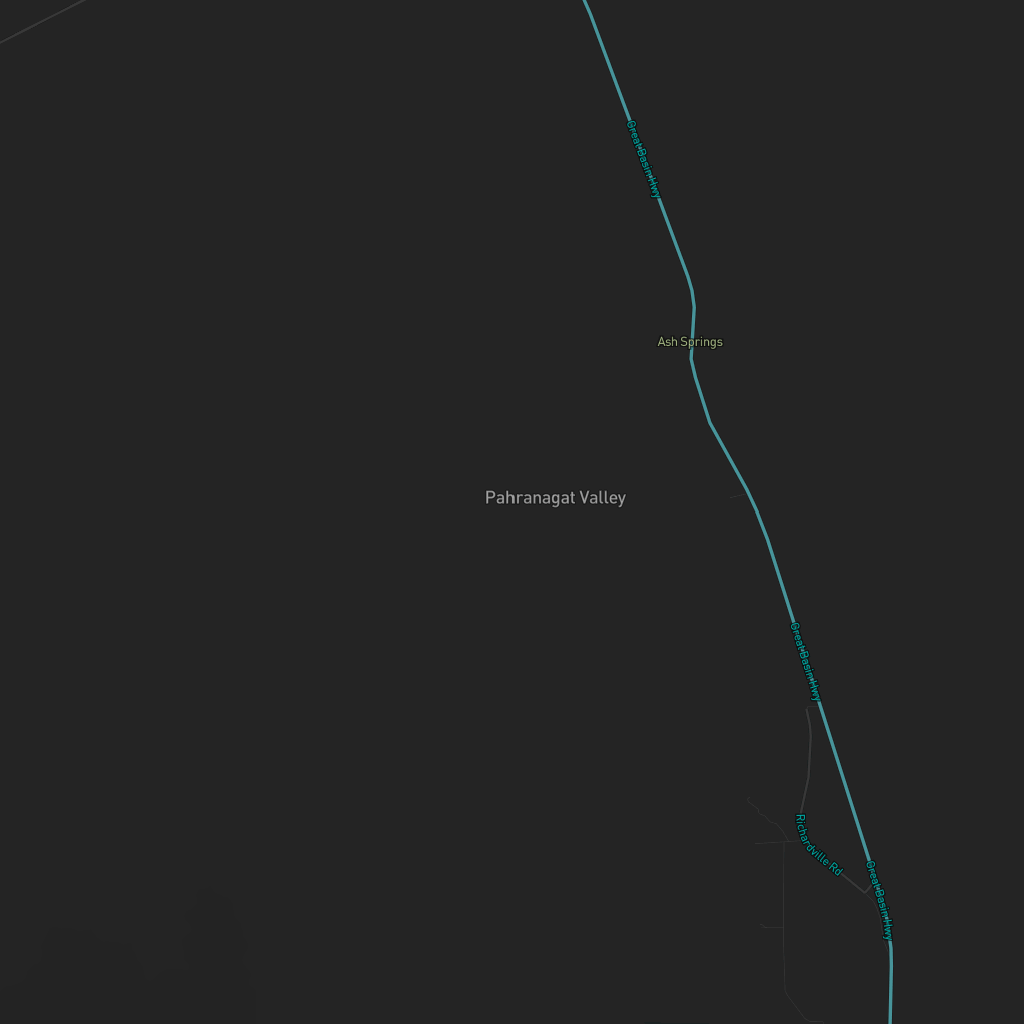 Great Basin Hwy
Ash Springs
Pahranagat Valley
Great Basin Hwy
Richardville Rd
Great Basin Hwy